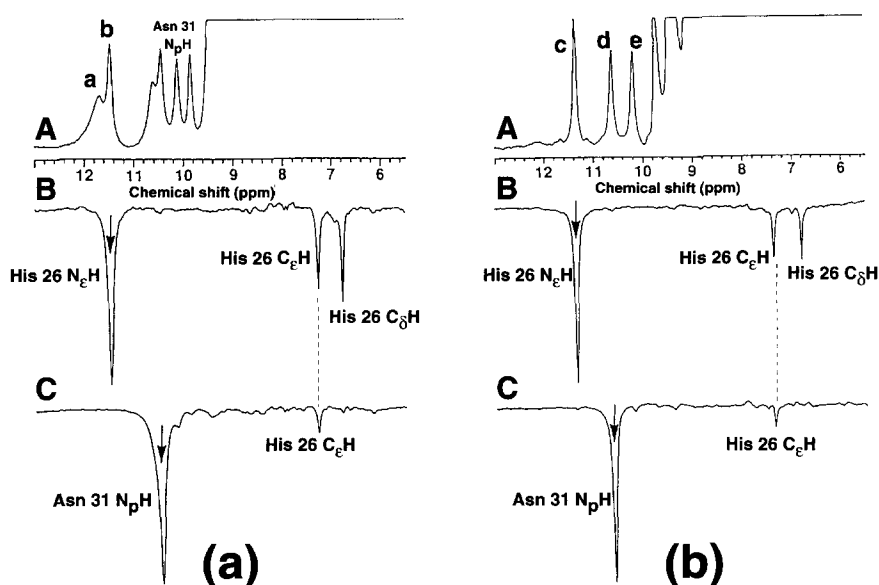 b
a
Asn 31
NpH
A
12 11 10 9 8 7 6
Chemical shift (ppm)
B
His 26 NεH
His 26 CεH
His 26 CδH
C
His 26 CεH
Asn 31 NpH
(a)
c d e
A
12 11 10 9 8 7 6
Chemical shift (ppm)
B
His 26 NεH
His 26 CεH
His 26 CδH
C
His 26 CεH
Asn 31 NpH
(b)